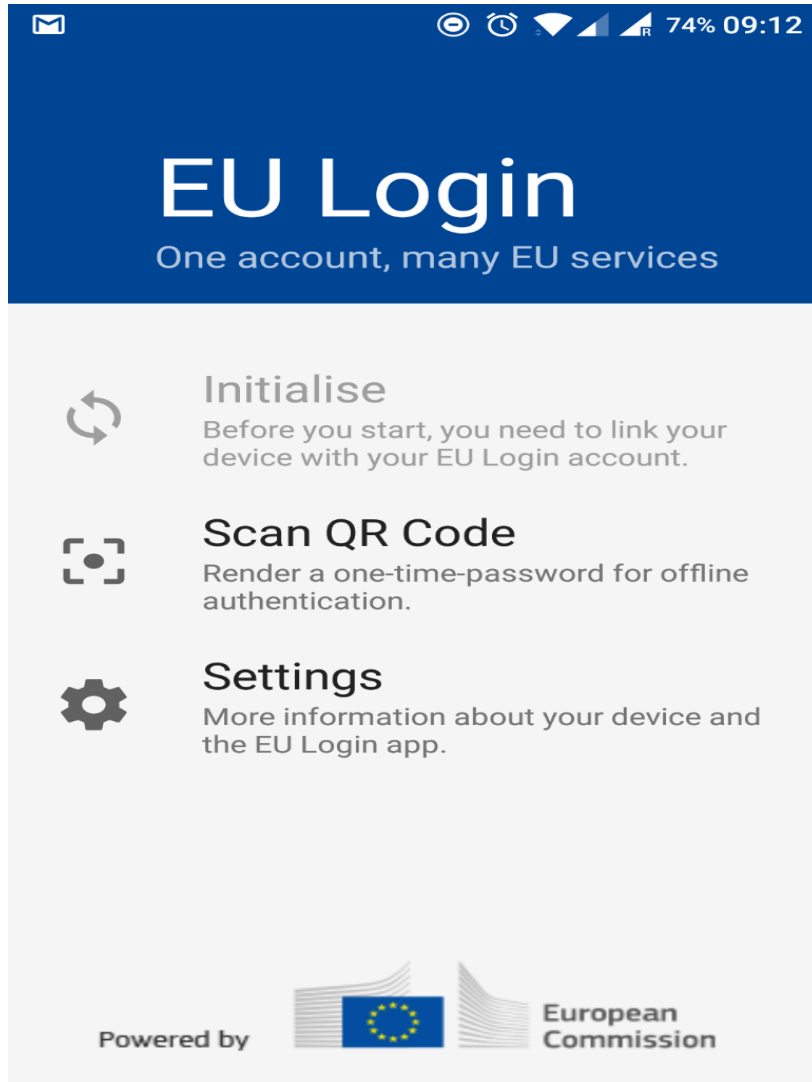 74% 09:12
EU Login
One account, many EU services
Initialise
Before you start, you need to link your
device with your EU Login account.
Scan QR Code
Render a one-time-password for offline
authentication.
Settings
More information about your device and
the EU Login app.
Powered by
European
Commission